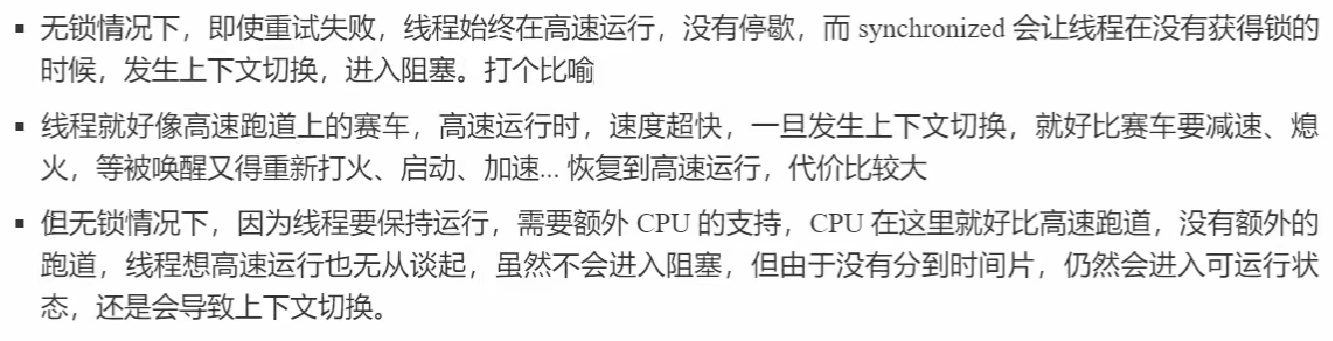 ▪ 无锁情况下，即使重试失败，线程始终在高速运行，没有停歇，而 synchronized 会让线程在没有获得锁的
时候，发生上下文切换，进入阻塞。打个比喻
▪ 线程就好像高速跑道上的赛车，高速运行时，速度超快，一旦发生上下文切换，就好比赛车要减速、熄
火，等被唤醒又得重新打火、启动、加速... 恢复到高速运行，代价比较大
▪ 但无锁情况下，因为线程要保持运行，需要额外 CPU 的支持，CPU 在这里就好比高速跑道，没有额外的
跑道，线程想高速运行也无从谈起，虽然不会进入阻塞，但由于没有分到时间片，仍然会进入可运行状
态，还是会导致上下文切换。